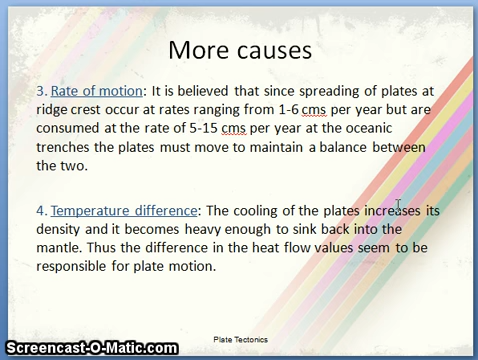 More causes
3. Rate of motion: It is believed that since spreading of plates at
ridge crest occur at rates ranging from 1-6 cms per year but are
consumed at the rate of 5-15 cms per year at the oceanic
trenches the plates must move to maintain a balance between
the two.
4. Temperature difference: The cooling of the plates increases its
density and it becomes heavy enough to sink back into the
mantle. Thus the difference in the heat flow values seem to be
responsible for plate motion.
Plate Tectonics
Screencast-O-Matic.com